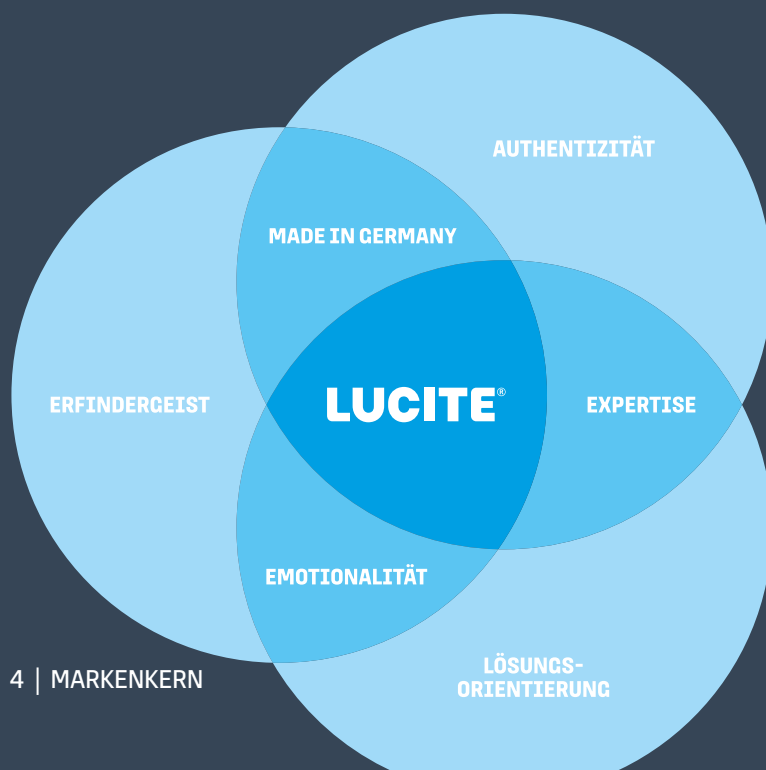 AUTHENTIZITÄT
MADE IN GERMANY
ERFINDERGEIST
LUCITE®
EXPERTISE
EMOTIONALITÄT
LÖSUNGS-
ORIENTIERUNG
4 | MARKENKERN